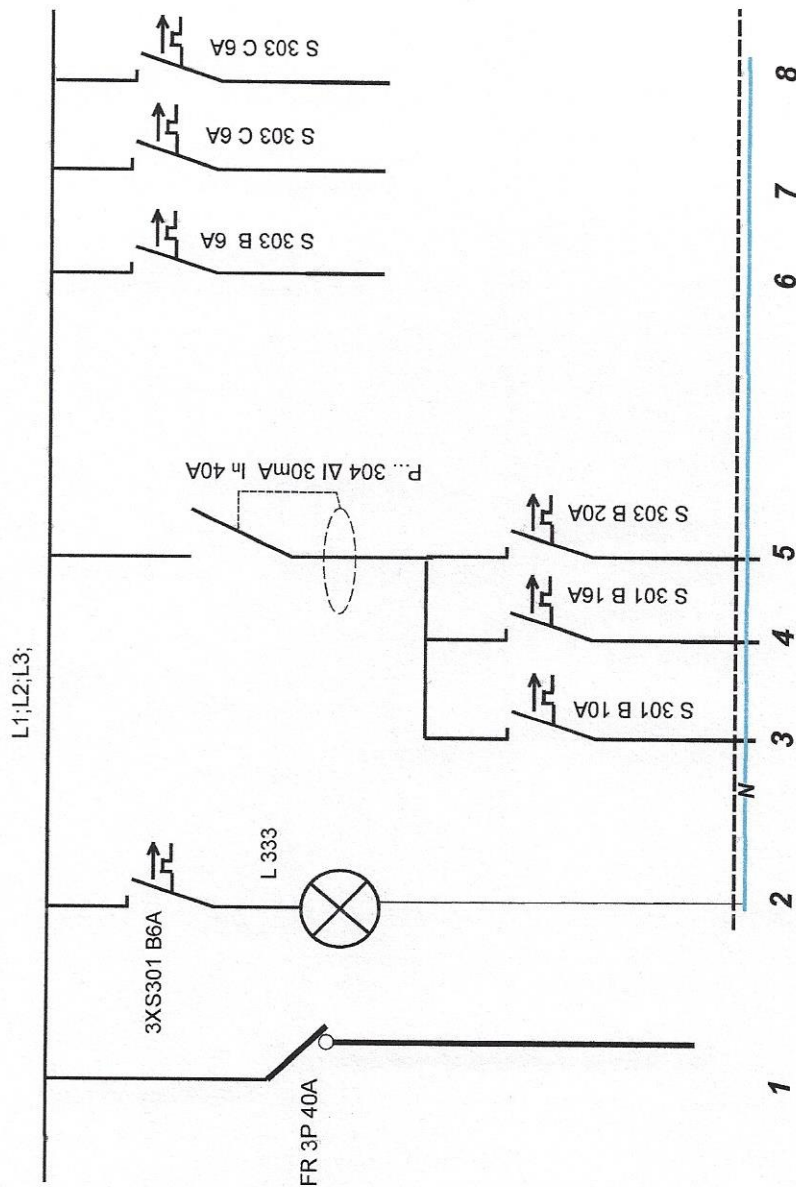 L1;L2;L3;
FR 3P 40A
3XS301 B6A
L 333
P... 304 ΔI 30mA In 40A
S 301 B 10A
S 301 B 16A
S 303 B 20A
S 303 B 6A
S 303 C 6A
S 303 C 6A
N
1
2
3
4
5
6
7
8